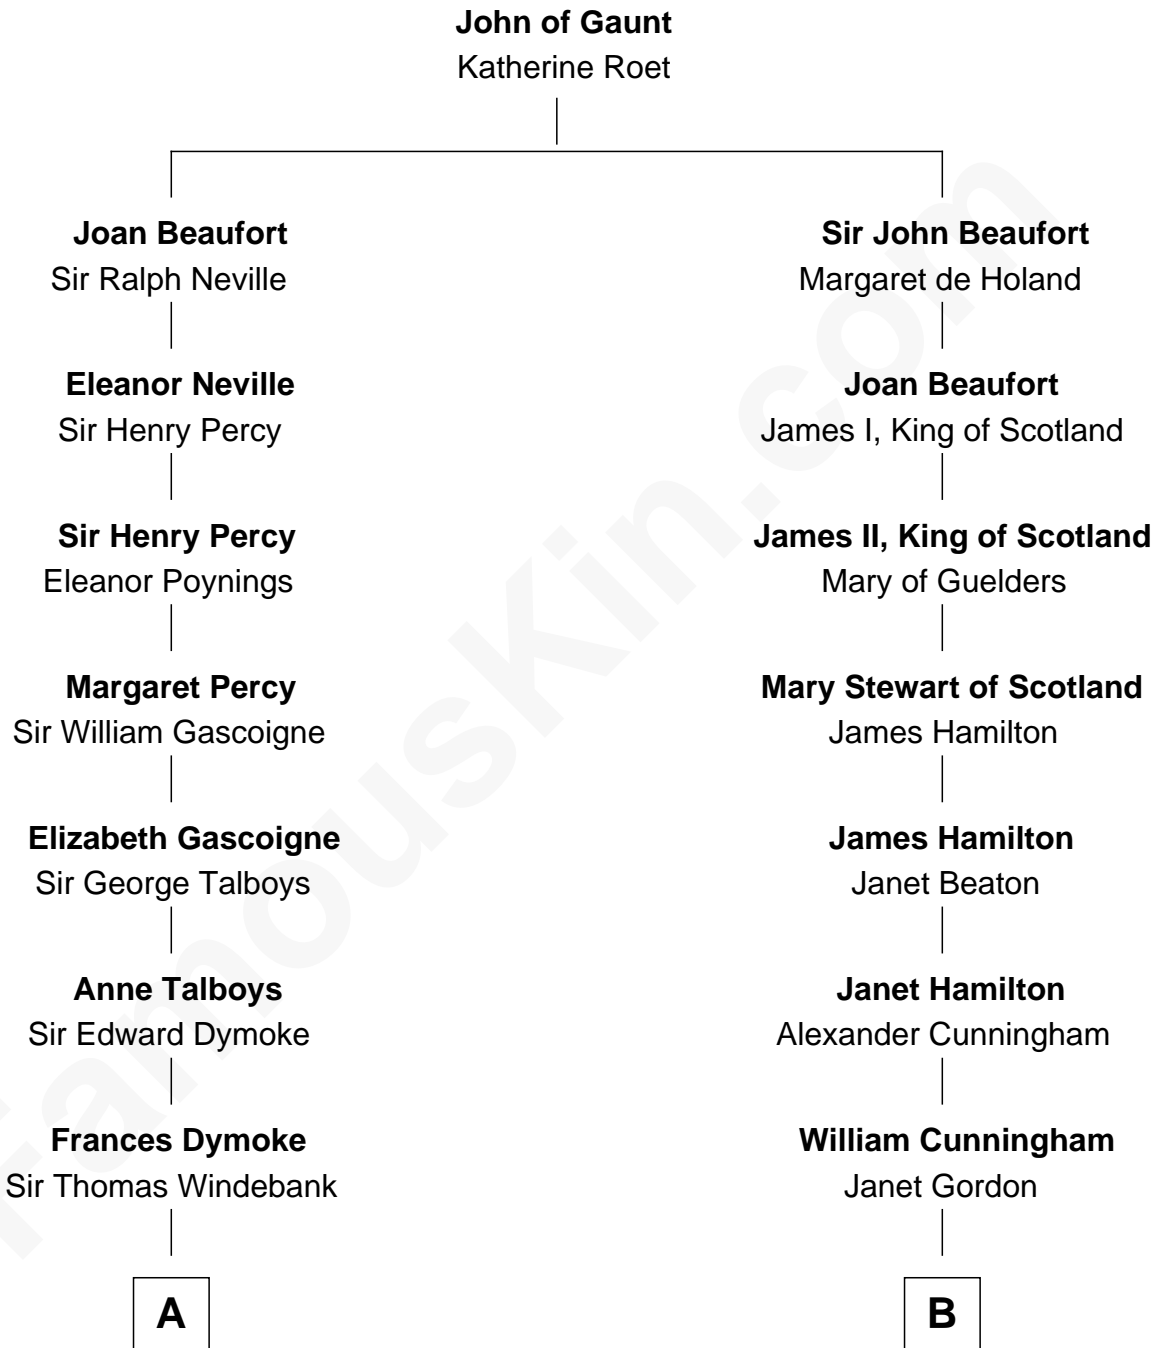 John of Gaunt
Katherine Roet
Joan Beaufort
Sir Ralph Neville
Eleanor Neville
Sir Henry Percy
Sir Henry Percy
Eleanor Poynings
Margaret Percy
Sir William Gascoigne
Elizabeth Gascoigne
Sir George Talboys
Anne Talboys
Sir Edward Dymoke
Frances Dymoke
Sir Thomas Windebank
A
Sir John Beaufort
Margaret de Holand
Joan Beaufort
James I, King of Scotland
James II, King of Scotland
Mary of Guelders
Mary Stewart of Scotland
James Hamilton
James Hamilton
Janet Beaton
Janet Hamilton
Alexander Cunningham
William Cunningham
Janet Gordon
B
FamousKin.com